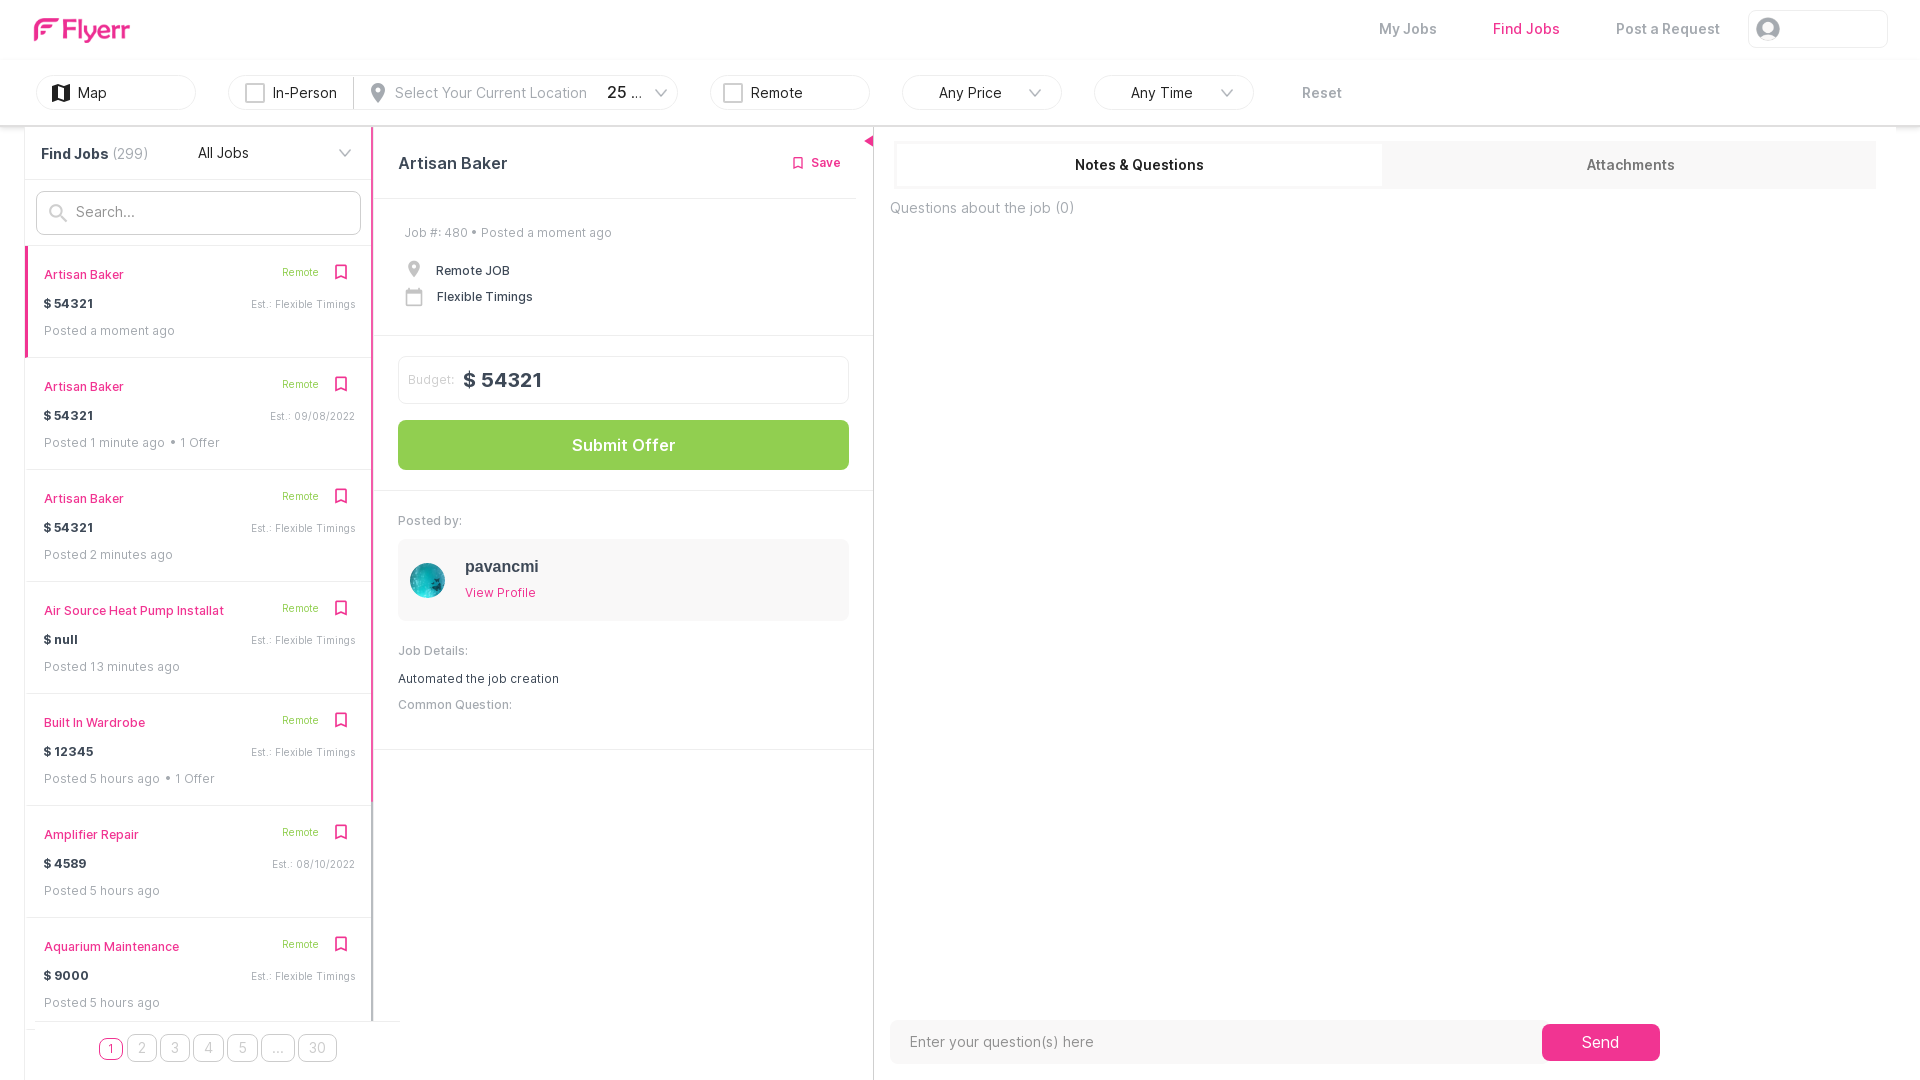 Flyerr
My Jobs
Find Jobs
Post a Request
Map
In-Person
Select Your Current Location
25 ...
Remote
Any Price
Any Time
Reset
Find Jobs (299)
All Jobs
Search...
Artisan Baker
Remote
$ 54321
Est.: Flexible Timings
Posted a moment ago
Artisan Baker
Remote
$ 54321
Est.: 09/08/2022
Posted 1 minute ago • 1 Offer
Artisan Baker
Remote
$ 54321
Est.: Flexible Timings
Posted 2 minutes ago
Air Source Heat Pump Installat
Remote
$ null
Est.: Flexible Timings
Posted 13 minutes ago
Built In Wardrobe
Remote
$ 12345
Est.: Flexible Timings
Posted 5 hours ago • 1 Offer
Amplifier Repair
Remote
$ 4589
Est.: 08/10/2022
Posted 5 hours ago
Aquarium Maintenance
Remote
$ 9000
Est.: Flexible Timings
Posted 5 hours ago
1 2 3 4 5 ... 30
Artisan Baker
Save
Job #: 480 • Posted a moment ago
Remote JOB
Flexible Timings
Budget: $ 54321
Submit Offer
Posted by:
pavancmi
View Profile
Job Details:
Automated the job creation
Common Question:
Notes & Questions
Attachments
Questions about the job (0)
Enter your question(s) here
Send